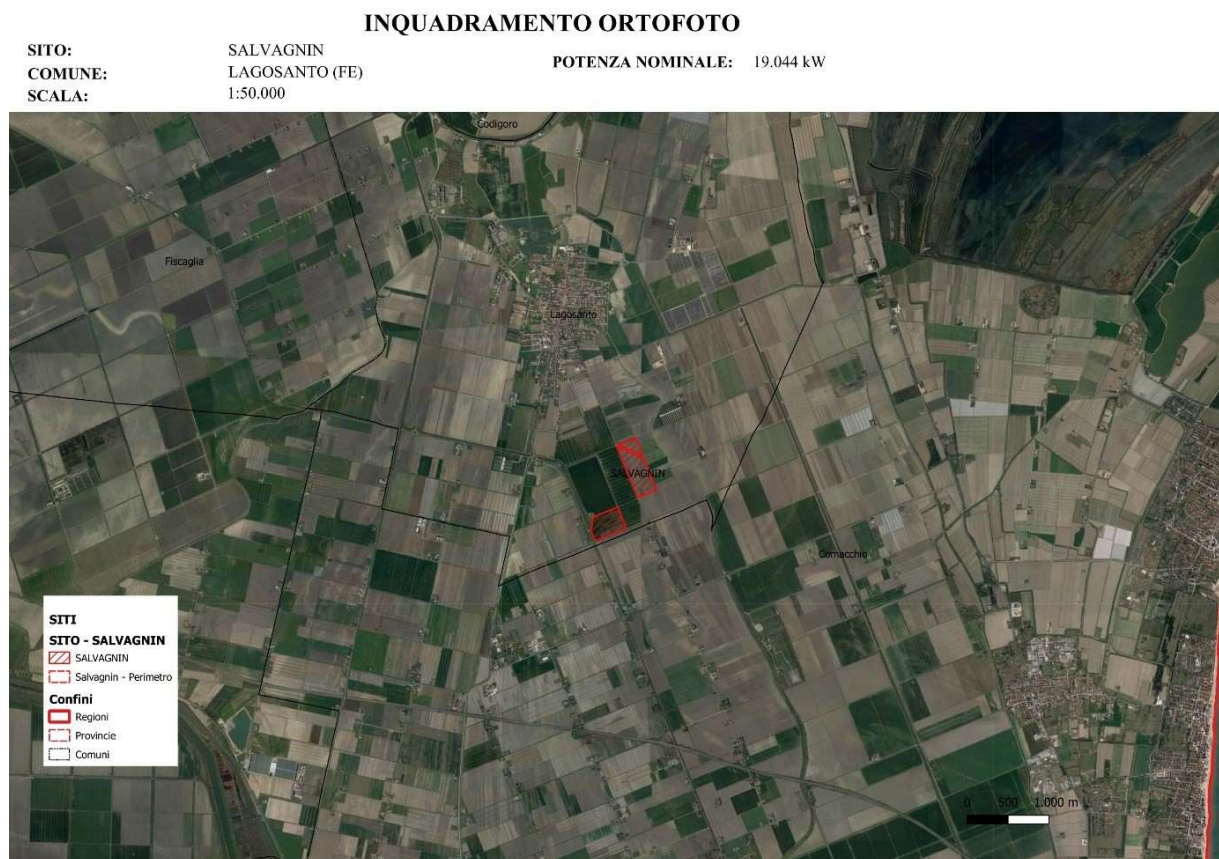 INQUADRAMENTO ORTOFOTO
SITO: SALVAGNIN
COMUNE: LAGOSANTO (FE)
POTENZA NOMINALE: 19.044 kW
SCALA: 1:50.000
Codigoro
Fiscaglia
Lagosanto
SALVAGNIN
Comacchio
SITI
SITO - SALVAGNIN
SALVAGNIN
Salvagnin - Perimetro
Confini
Regioni
Provincie
Comuni
0 500 1.000 m